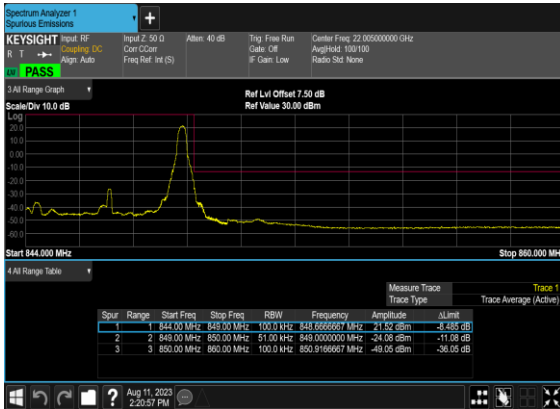 Spectrum Analyzer 1
Spurious Emissions
+
KEYSIGHT Input: RF Input Z: 50 Ω Atten: 40 dB Trig: Free Run Center Freq: 22.005000000 GHz
R T Coupling: DC Corr CCorr Gate: Off Avg|Hold: 100/100
Align: Auto Freq Ref: Int (S) IF Gain: Low Radio Std: None
PASS
3 All Range Graph
Ref Lvl Offset 7.50 dB
Scale/Div 10.0 dB Ref Value 30.00 dBm
Log
20.0
10.0
0.00
-10.0
-20.0
-30.0
-40.0
-50.0
-60.0
Start 844.000 MHz Stop 860.000 MH
4 All Range Table
Measure Trace Trace 1
Trace Type Trace Average (Active)
Spur Range Start Freq Stop Freq RBW Frequency Amplitude ΔLimit
1 1 844.00 MHz 849.00 MHz 100.0 kHz 848.6666667 MHz 21.52 dBm -8.485 dB
2 2 849.00 MHz 850.00 MHz 51.00 kHz 849.0000000 MHz -24.08 dBm -11.08 dB
3 3 850.00 MHz 860.00 MHz 100.0 kHz 850.9166667 MHz -49.05 dBm -36.05 dB
? Aug 11, 2023
2:20:57 PM